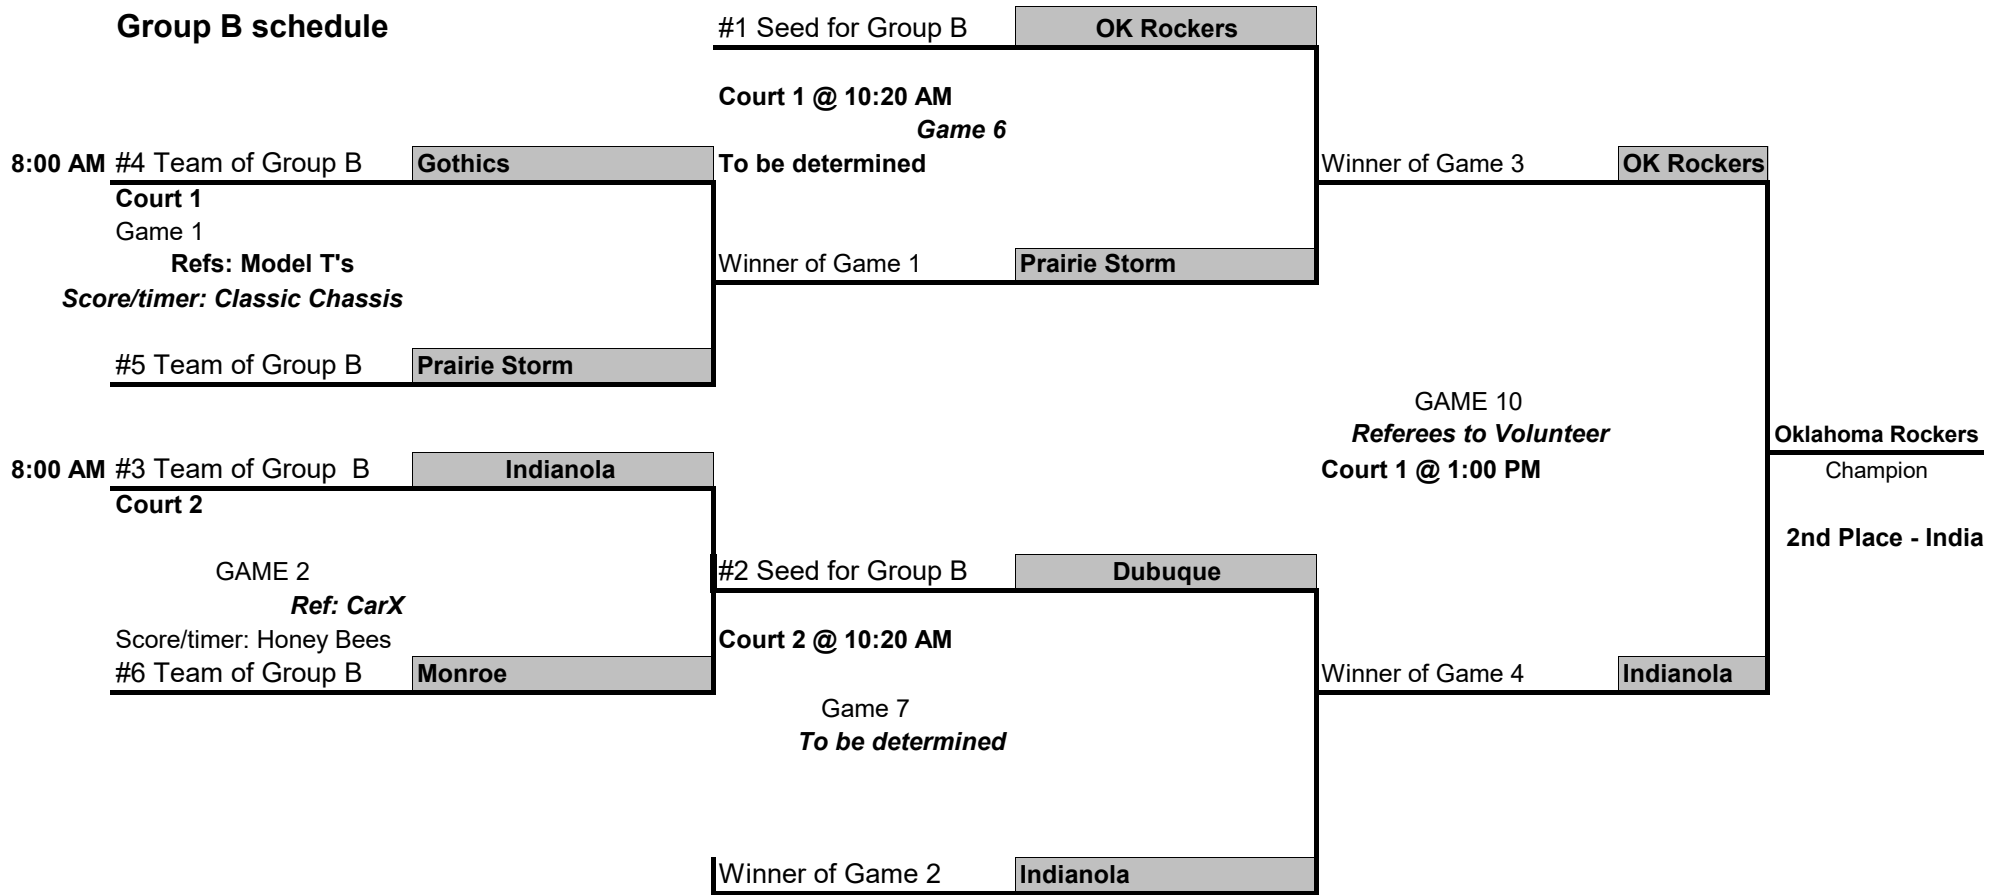 Group B schedule
#1 Seed for Group B OK Rockers
Court 1 @ 10:20 AM
Game 6
8:00 AM #4 Team of Group B Gothics To be determined Winner of Game 3 OK Rockers
Court 1
Game 1
Refs: Model T's Winner of Game 1 Prairie Storm
Score/timer: Classic Chassis
#5 Team of Group B Prairie Storm
GAME 10
Referees to Volunteer Oklahoma Rockers
8:00 AM #3 Team of Group B Indianola Court 1 @ 1:00 PM Champion
Court 2
2nd Place - India
GAME 2 #2 Seed for Group B Dubuque
Ref: CarX
Score/timer: Honey Bees Court 2 @ 10:20 AM
#6 Team of Group B Monroe Winner of Game 4 Indianola
Game 7
To be determined
Winner of Game 2 Indianola